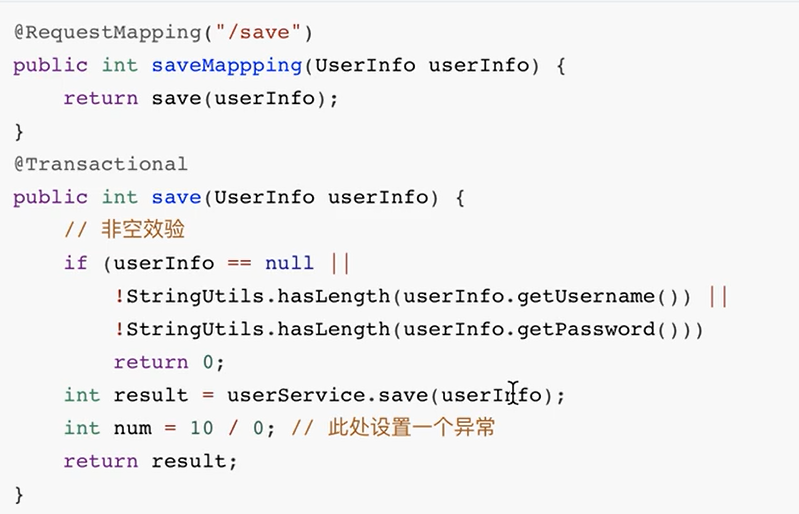 @RequestMapping("/save")
public int saveMappping(UserInfo userInfo) {
    return save(userInfo);
}
@Transactional
public int save(UserInfo userInfo) {
    // 非空效验
    if (userInfo == null ||
        !StringUtils.hasLength(userInfo.getUsername()) ||
        !StringUtils.hasLength(userInfo.getPassword()))
        return 0;
    int result = userService.save(userInfo);
    int num = 10 / 0; // 此处设置一个异常
    return result;
}